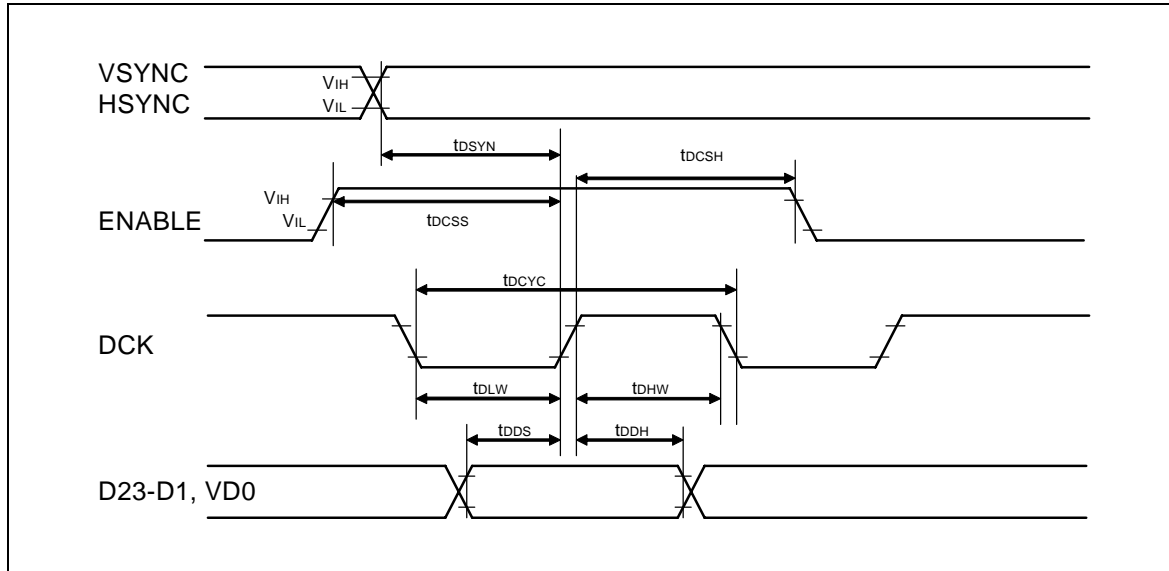 VSYNC
VIH
HSYNC
VIL
tDSYN
tDCSH
VIH
ENABLE
VIL
tDCSS
tDCYC
DCK
tDLW
tDHW
tDDS
tDDH
D23-D1, VD0